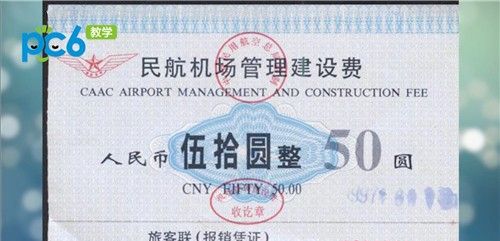 pc6 教学
民航机场管理建设费
CAAC AIRPORT MANAGEMENT AND CONSTRUCTION FEE
人民币 伍拾圆整 50 圆
CNY FIFTY 50.00
收讫章
旅客联（报销凭证）